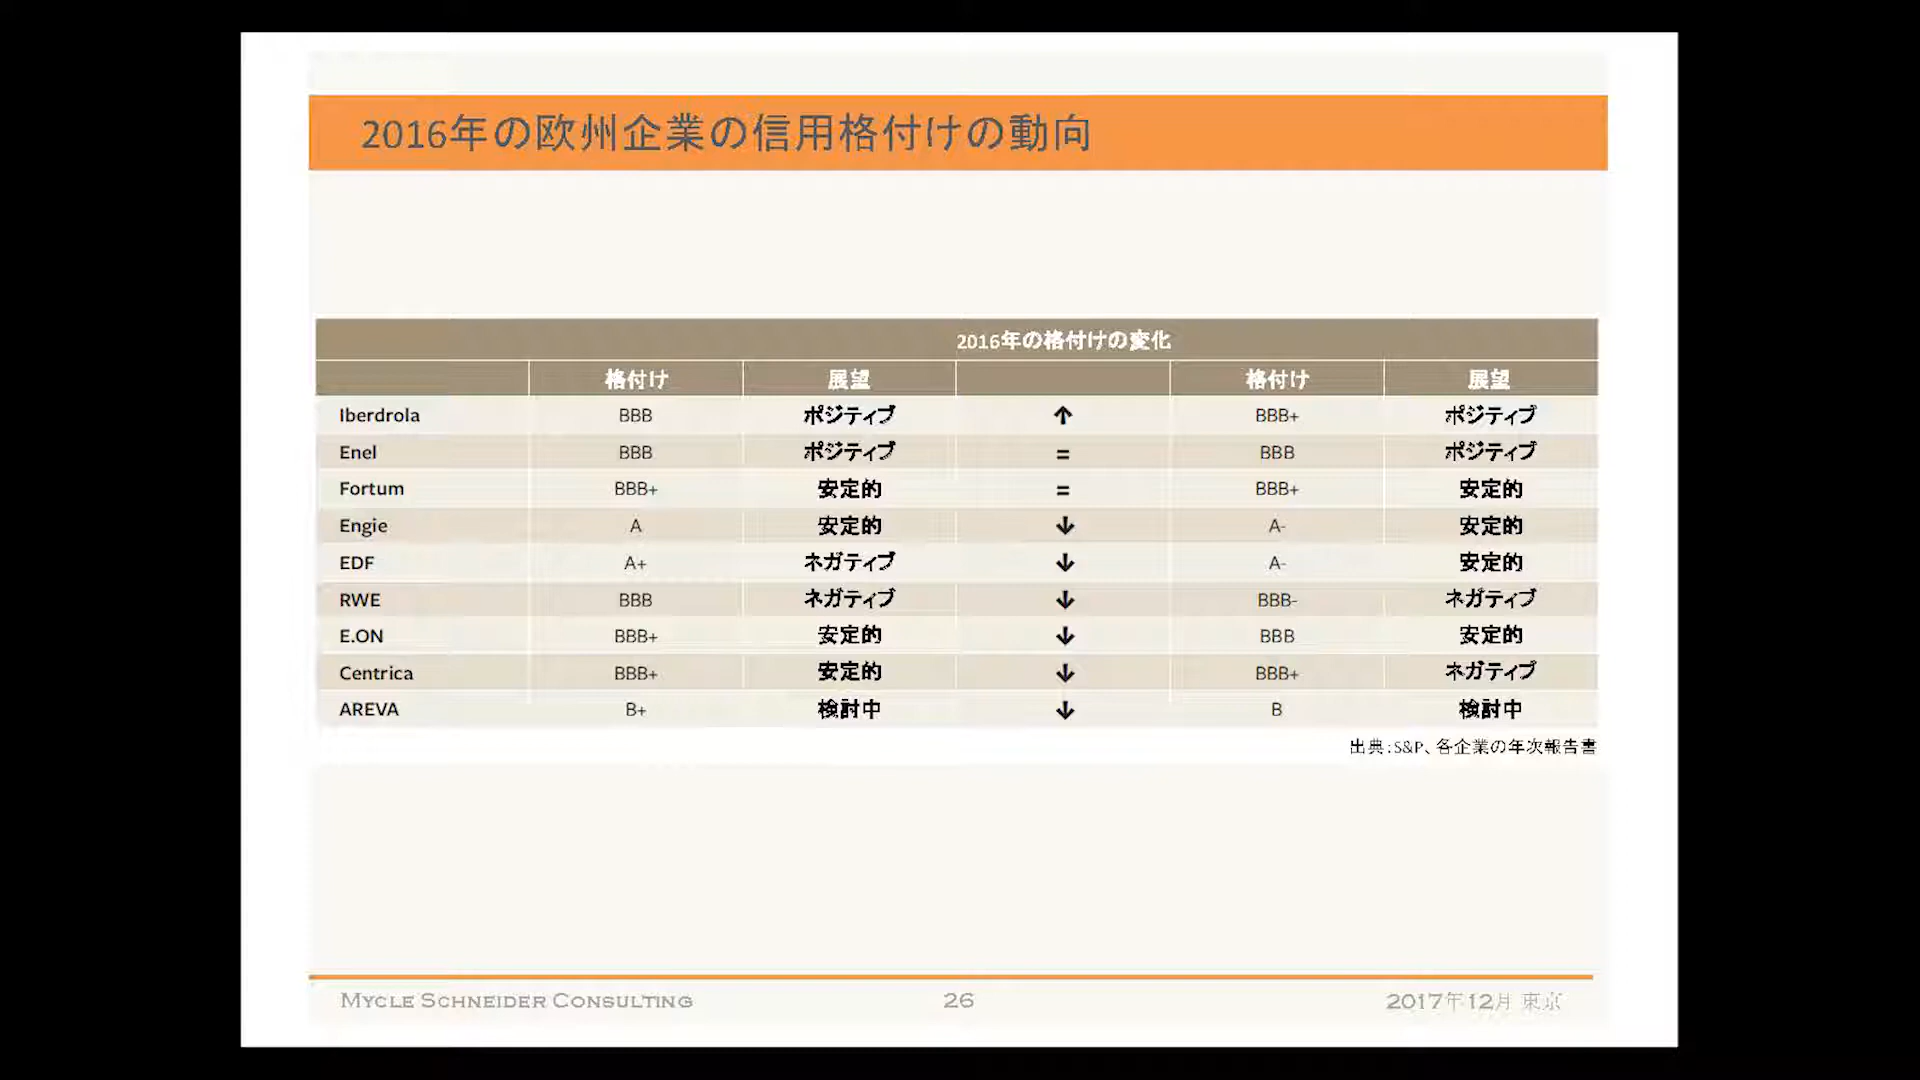 2016年の欧州企業の信用格付けの動向
2016年の格付けの変化
格付け 展望 格付け 展望
Iberdrola BBB ポジティブ ↑ BBB+ ポジティブ
Enel BBB ポジティブ = BBB ポジティブ
Fortum BBB+ 安定的 = BBB+ 安定的
Engie A 安定的 ↓ A- 安定的
EDF A+ ネガティブ ↓ A- 安定的
RWE BBB ネガティブ ↓ BBB- ネガティブ
E.ON BBB+ 安定的 ↓ BBB 安定的
Centrica BBB+ 安定的 ↓ BBB+ ネガティブ
AREVA B+ 検討中 ↓ B 検討中
出典:S&P、各企業の年次報告書
Mycle Schneider Consulting 26 2017年12月 東京